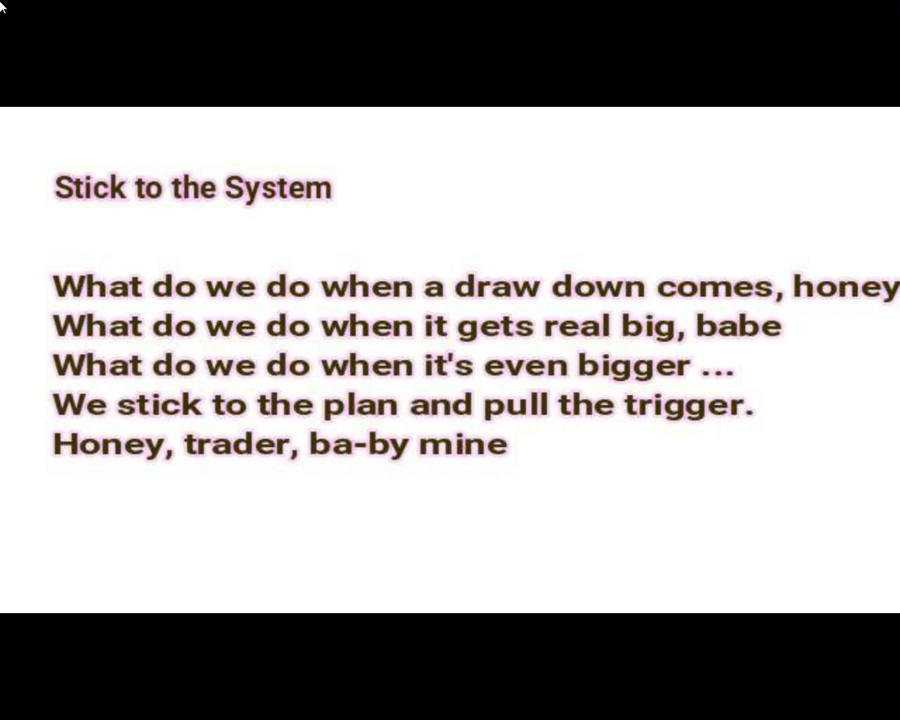 Stick to the System
What do we do when a draw down comes, honey
What do we do when it gets real big, babe
What do we do when it's even bigger ...
We stick to the plan and pull the trigger.
Honey, trader, ba-by mine